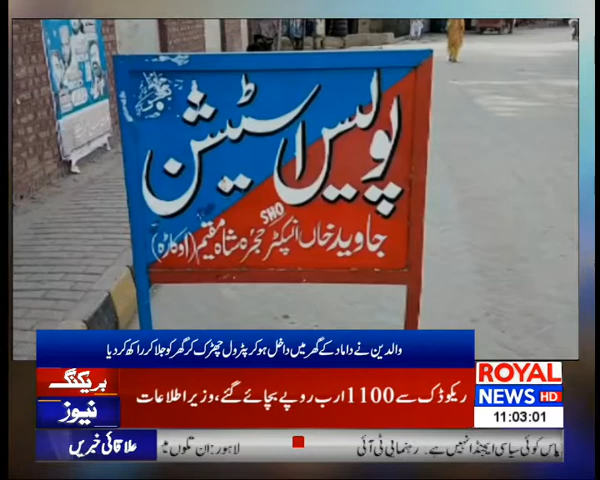 پولیس اسٹیشن
SHO
جاوید خاں انسپکٹر حجرہ شاہ مقیم (اوکاڑہ)
والدین نے داماد کے گھر میں داخل ہو کر پٹرول چھڑک کر گھر کو جلا کر راکھ کر دیا
بریکنگ نیوز
ریکوڈک سے 1100 ارب روپے بچائے گئے، وزیر اطلاعات
ROYAL
NEWS HD
11:03:01
علاقائی خبریں
پاس کوئی سیاسی ایجنڈا نہیں ہے۔ رہنما پی ٹی آئی
لاہور: ان تلوں میں